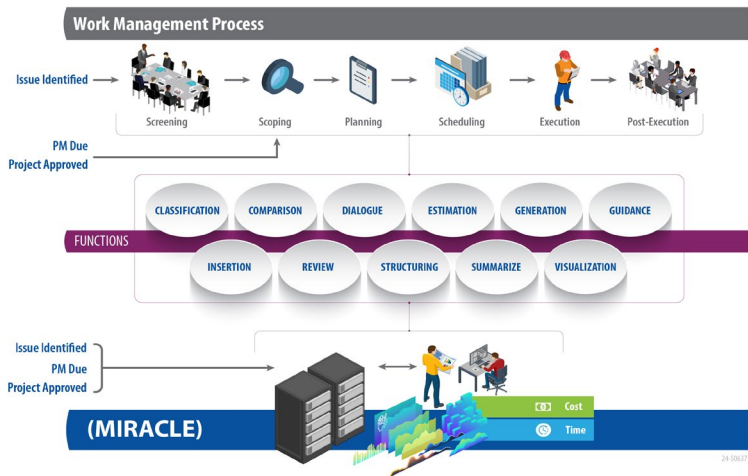 Work Management Process
Issue Identified
Screening
Scoping
Planning
Scheduling
Execution
Post-Execution
PM Due
Project Approved
CLASSIFICATION
COMPARISON
DIALOGUE
ESTIMATION
GENERATION
GUIDANCE
FUNCTIONS
INSERTION
REVIEW
STRUCTURING
SUMMARIZE
VISUALIZATION
Issue Identified
PM Due
Project Approved
(MIRACLE)
Cost
Time
24-50637